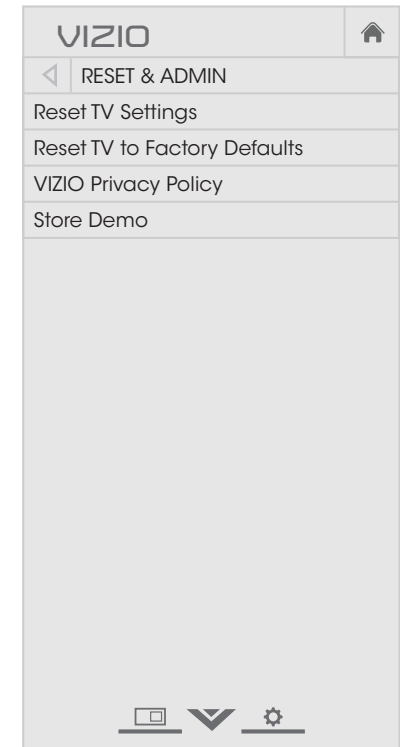 VIZIO
RESET & ADMIN
Reset TV Settings
Reset TV to Factory Defaults
VIZIO Privacy Policy
Store Demo